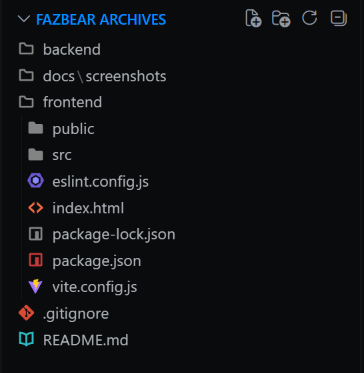 FAZBEAR ARCHIVES
backend
docs\screenshots
frontend
public
src
eslint.config.js
index.html
package-lock.json
package.json
vite.config.js
.gitignore
README.md